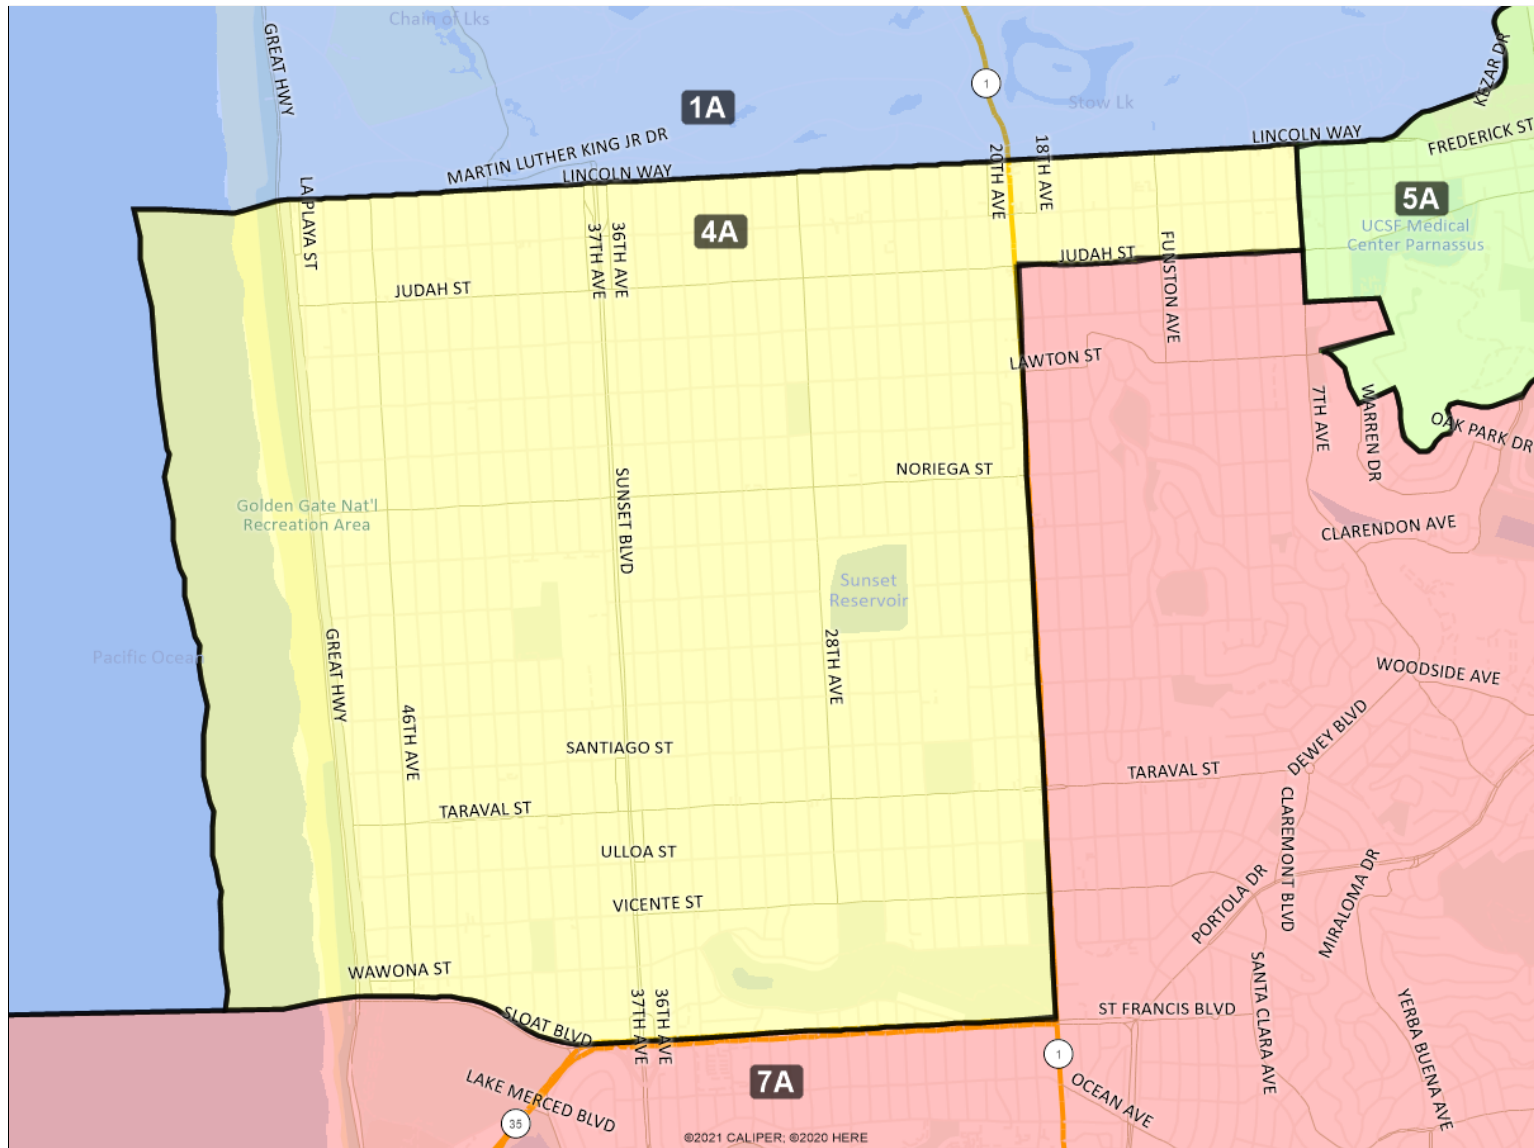 Chain of Lks
GREAT HWY
1
KEZAR DR
1A
Stow Lk
MARTIN LUTHER KING JR DR
LINCOLN WAY
LINCOLN WAY
FREDERICK ST
20TH AVE
18TH AVE
LA PLAYA ST
5A
4A
UCSF Medical
Center Parnassus
37TH AVE
36TH AVE
FUNSTON AVE
JUDAH ST
JUDAH ST
LAWTON ST
7TH AVE
WARREN DR
OAK PARK DR
NORIEGA ST
SUNSET BLVD
Golden Gate Nat'l
Recreation Area
CLARENDON AVE
Sunset
Reservoir
GREAT HWY
28TH AVE
Pacific Ocean
WOODSIDE AVE
46TH AVE
SANTIAGO ST
DEWEY BLVD
TARAVAL ST
TARAVAL ST
CLAREMONT BLVD
ULLOA ST
MIRALOMA DR
PORTOLA DR
VICENTE ST
WAWONA ST
SANTA CLARA AVE
37TH AVE
36TH AVE
ST FRANCIS BLVD
YERBA BUENA AVE
SLOAT BLVD
1
7A
LAKE MERCED BLVD
OCEAN AVE
35
©2021 CALIPER; ©2020 HERE